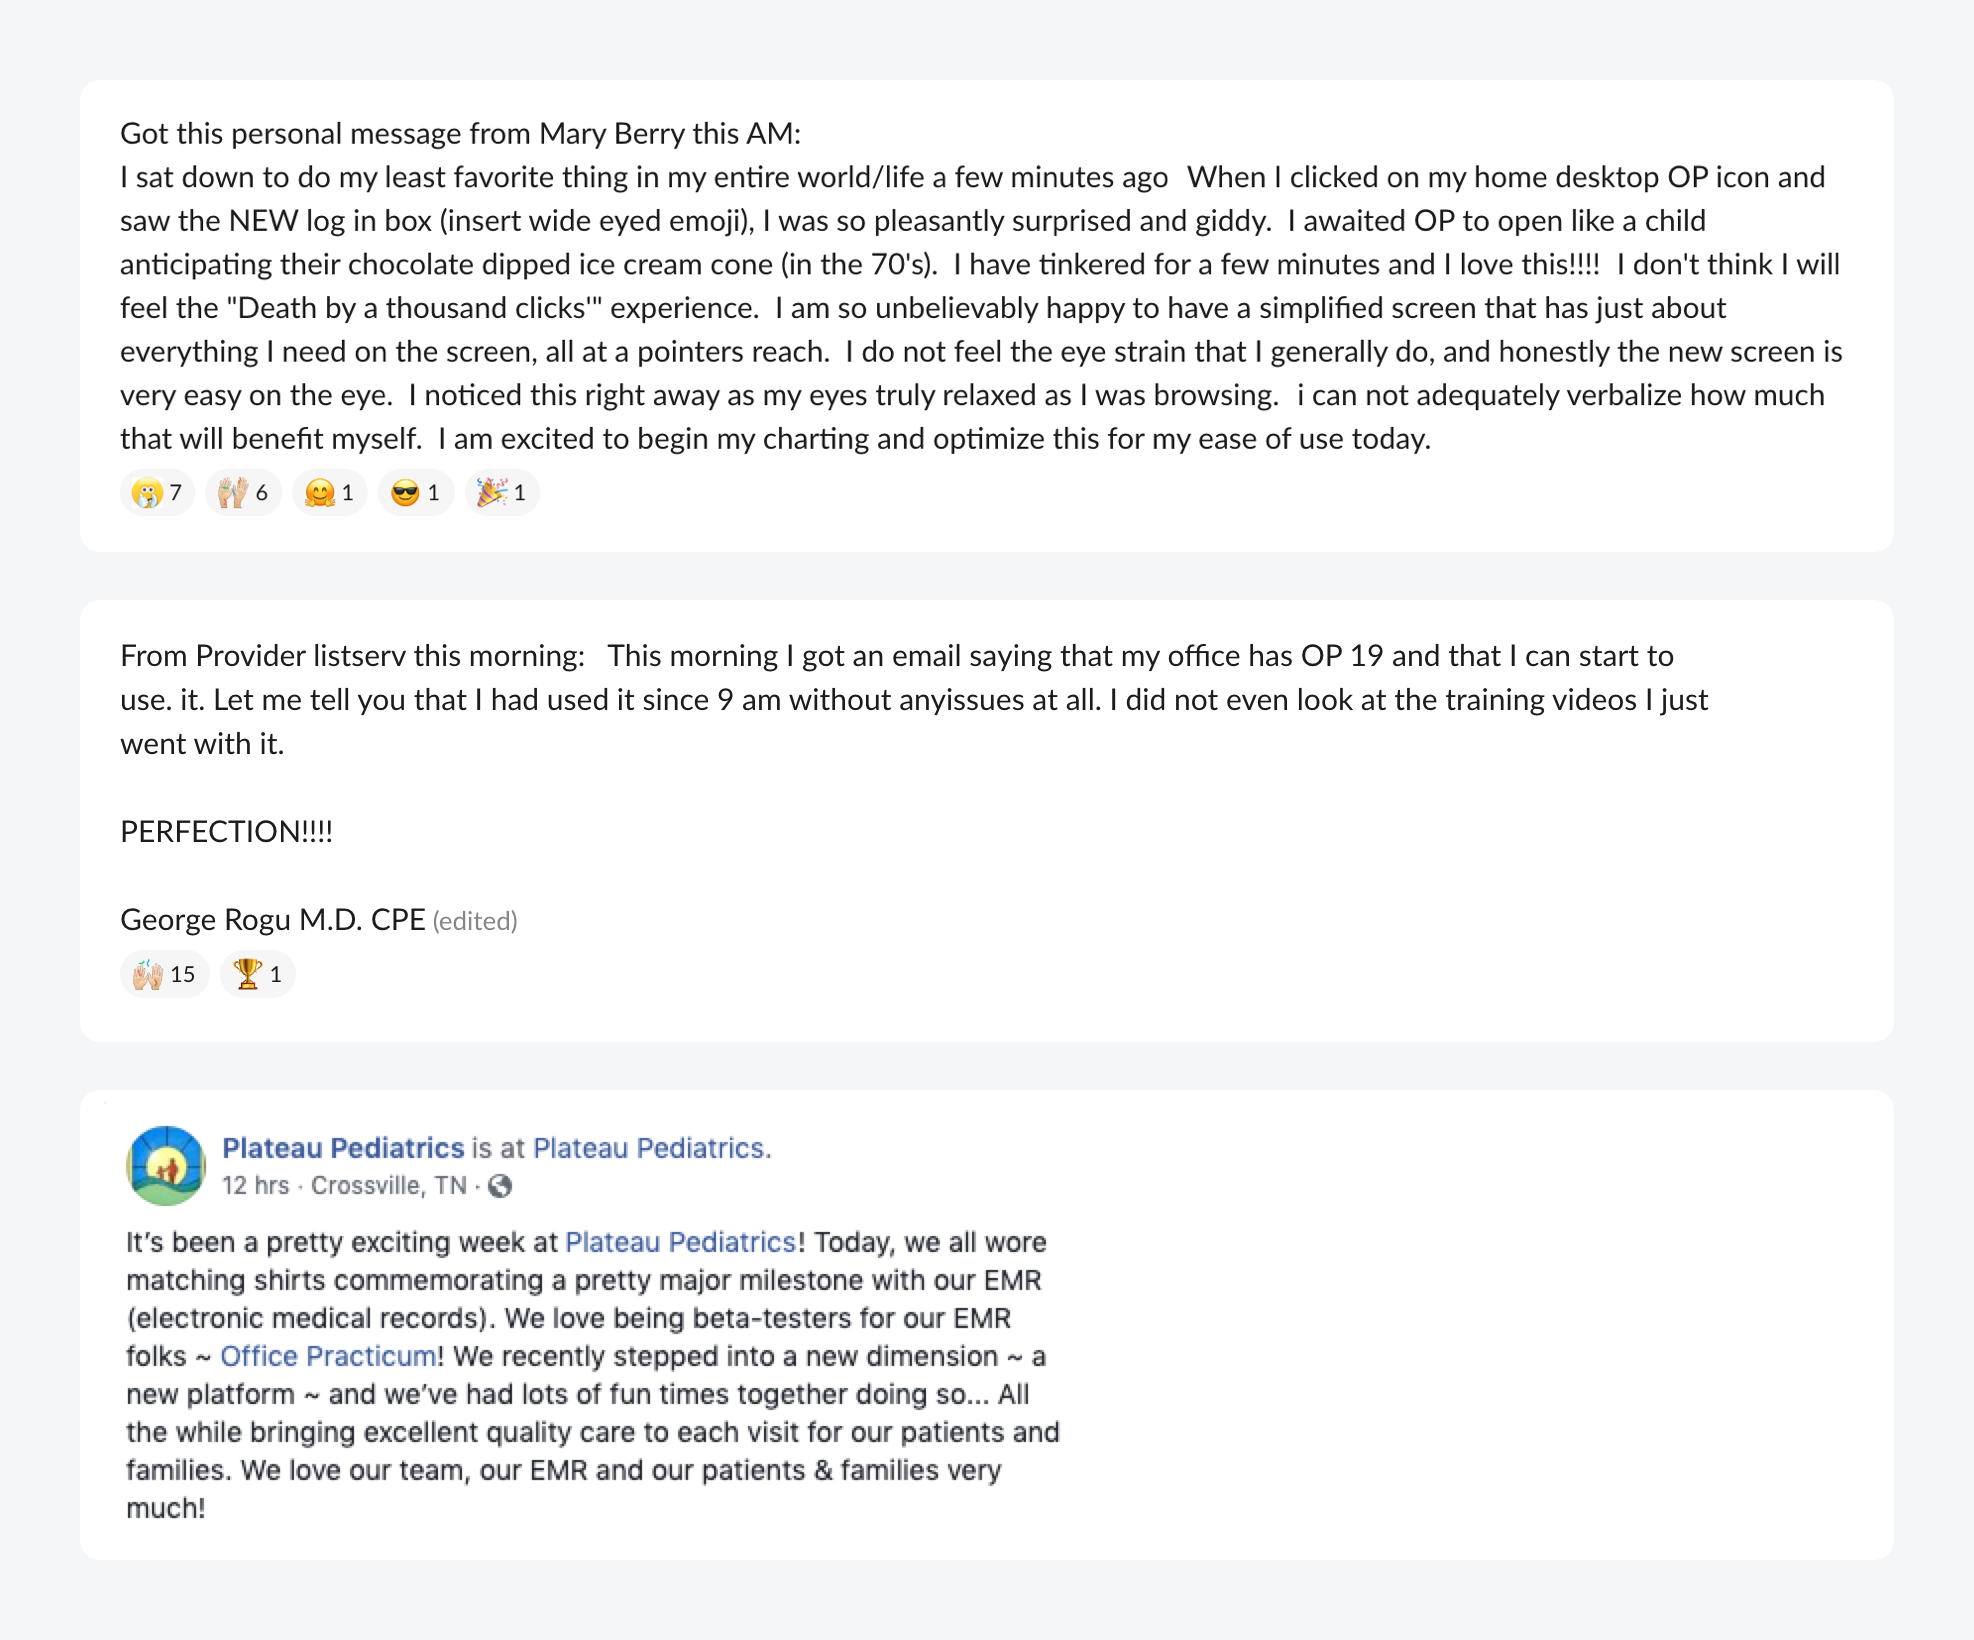 Got this personal message from Mary Berry this AM:
I sat down to do my least favorite thing in my entire world/life a few minutes ago   When I clicked on my home desktop OP icon and
saw the NEW log in box (insert wide eyed emoji), I was so pleasantly surprised and giddy.  I awaited OP to open like a child
anticipating their chocolate dipped ice cream cone (in the 70's).  I have tinkered for a few minutes and I love this!!!!  I don't think I will
feel the "Death by a thousand clicks'" experience.  I am so unbelievably happy to have a simplified screen that has just about
everything I need on the screen, all at a pointers reach.  I do not feel the eye strain that I generally do, and honestly the new screen is
very easy on the eye.  I noticed this right away as my eyes truly relaxed as I was browsing.  i can not adequately verbalize how much
that will benefit myself.  I am excited to begin my charting and optimize this for my ease of use today.
7 6 1 1 1
From Provider listserv this morning:   This morning I got an email saying that my office has OP 19 and that I can start to
use. it. Let me tell you that I had used it since 9 am without anyissues at all. I did not even look at the training videos I just
went with it.
PERFECTION!!!!
George Rogu M.D. CPE (edited)
15 1
Plateau Pediatrics is at Plateau Pediatrics.
12 hrs · Crossville, TN ·
It's been a pretty exciting week at Plateau Pediatrics! Today, we all wore
matching shirts commemorating a pretty major milestone with our EMR
(electronic medical records). We love being beta-testers for our EMR
folks ~ Office Practicum! We recently stepped into a new dimension ~ a
new platform ~ and we've had lots of fun times together doing so... All
the while bringing excellent quality care to each visit for our patients and
families. We love our team, our EMR and our patients & families very
much!